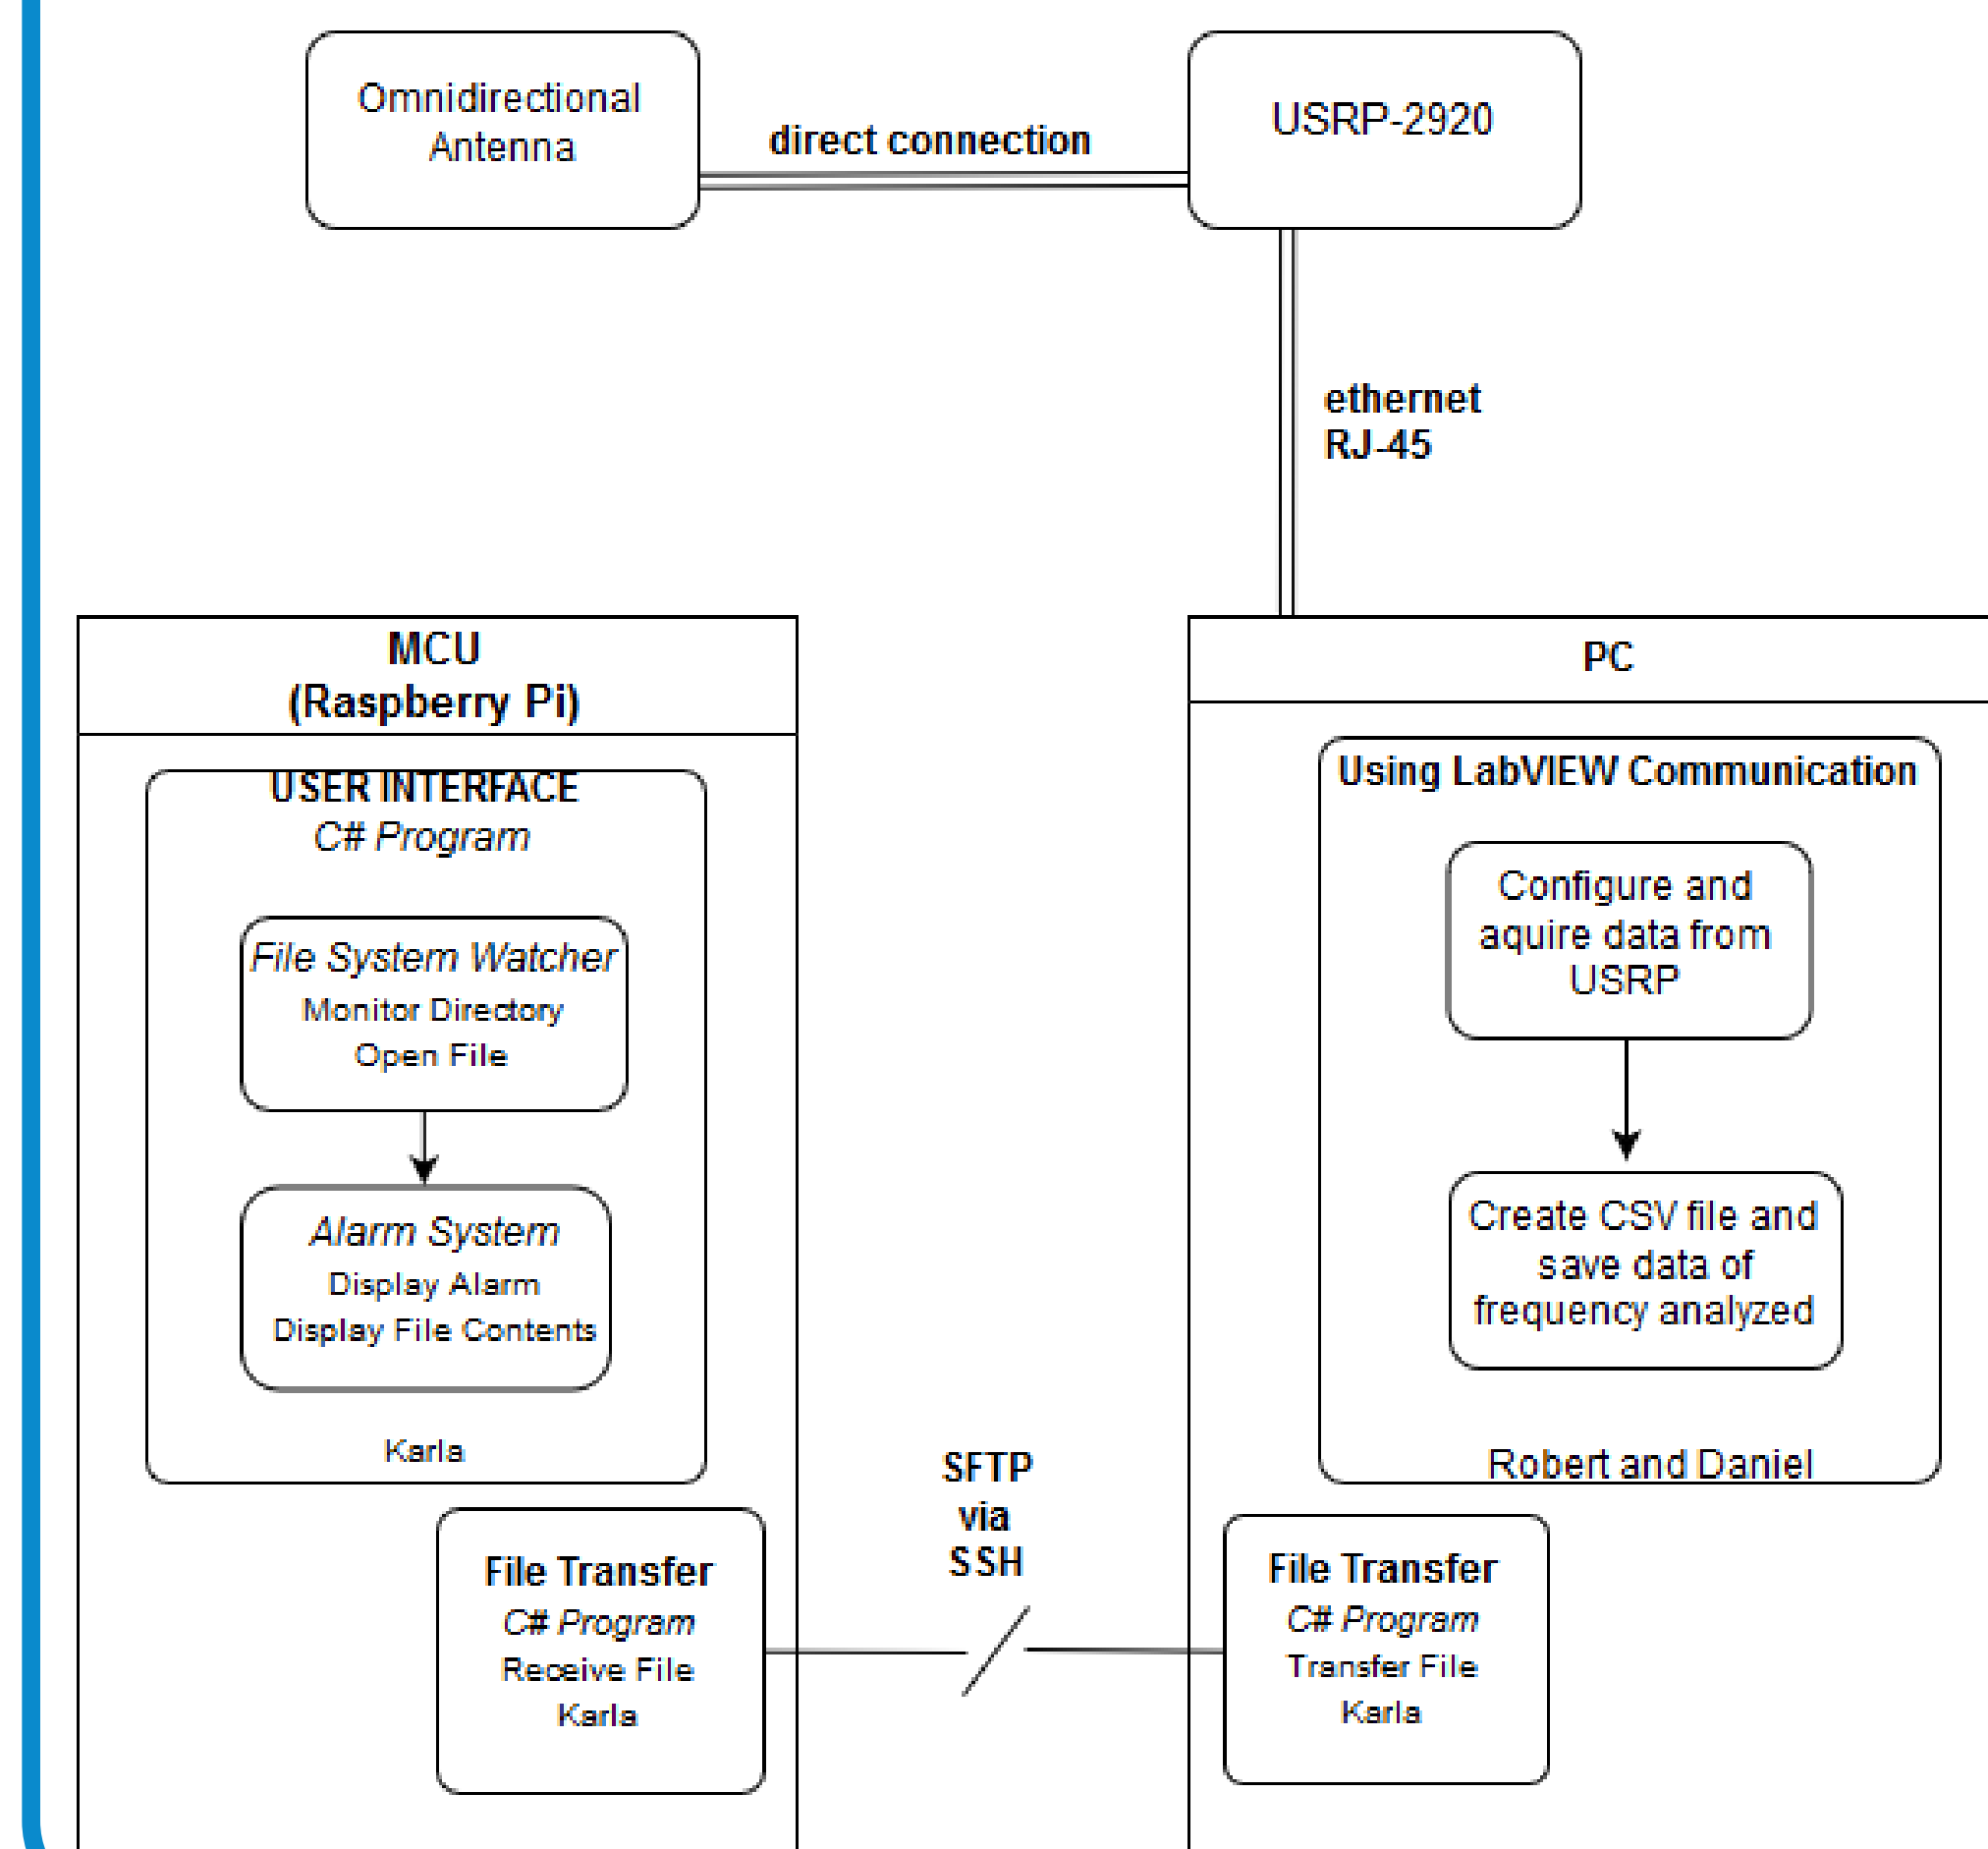 Omnidirectional
Antenna
direct connection
USRP-2920
ethernet
RJ-45
MCU
(Raspberry Pi)
USER INTERFACE
C# Program
File System Watcher
Monitor Directory
Open File
Alarm System
Display Alarm
Display File Contents
Karla
File Transfer
C# Program
Receive File
Karla
SFTP
via
SSH
PC
Using LabVIEW Communication
Configure and
aquire data from
USRP
Create CSV file and
save data of
frequency analyzed
Robert and Daniel
File Transfer
C# Program
Transfer File
Karla